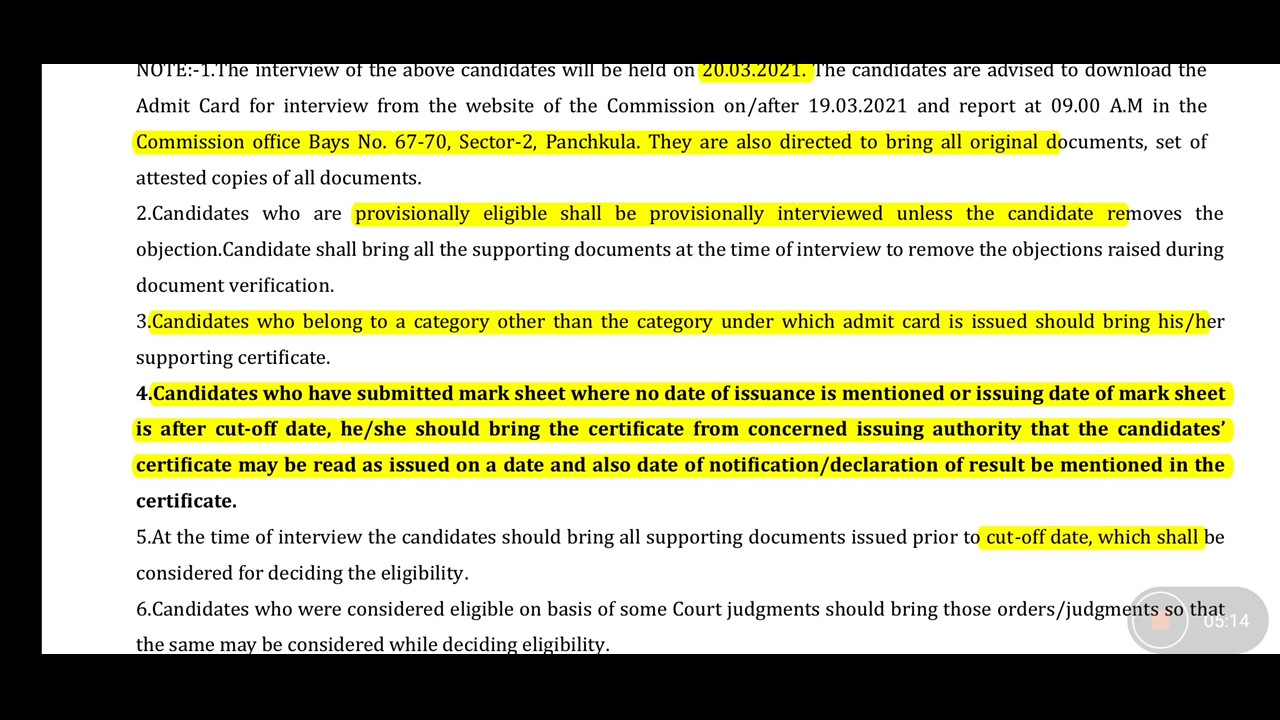 NOTE:-1.The interview of the above candidates will be held on 20.03.2021. The candidates are advised to download the
Admit Card for interview from the website of the Commission on/after 19.03.2021 and report at 09.00 A.M in the
Commission office Bays No. 67-70, Sector-2, Panchkula. They are also directed to bring all original documents, set of
attested copies of all documents.
2.Candidates who are provisionally eligible shall be provisionally interviewed unless the candidate removes the
objection.Candidate shall bring all the supporting documents at the time of interview to remove the objections raised during
document verification.
3.Candidates who belong to a category other than the category under which admit card is issued should bring his/her
supporting certificate.
4.Candidates who have submitted mark sheet where no date of issuance is mentioned or issuing date of mark sheet
is after cut-off date, he/she should bring the certificate from concerned issuing authority that the candidates’
certificate may be read as issued on a date and also date of notification/declaration of result be mentioned in the
certificate.
5.At the time of interview the candidates should bring all supporting documents issued prior to cut-off date, which shall be
considered for deciding the eligibility.
6.Candidates who were considered eligible on basis of some Court judgments should bring those orders/judgments so that
the same may be considered while deciding eligibility.
05:14